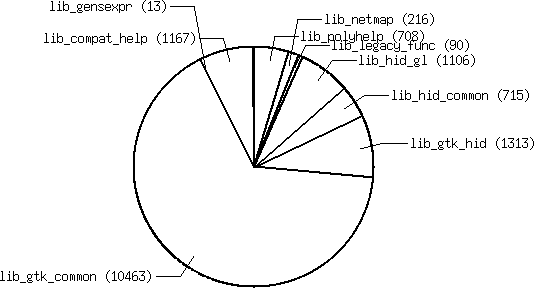 lib_gensexpr (13)
lib_netmap (216)
lib_compat_help (1167)
lib_polyhelp (708)
lib_legacy_func (90)
lib_hid_gl (1106)
lib_hid_common (715)
lib_gtk_hid (1313)
lib_gtk_common (10463)